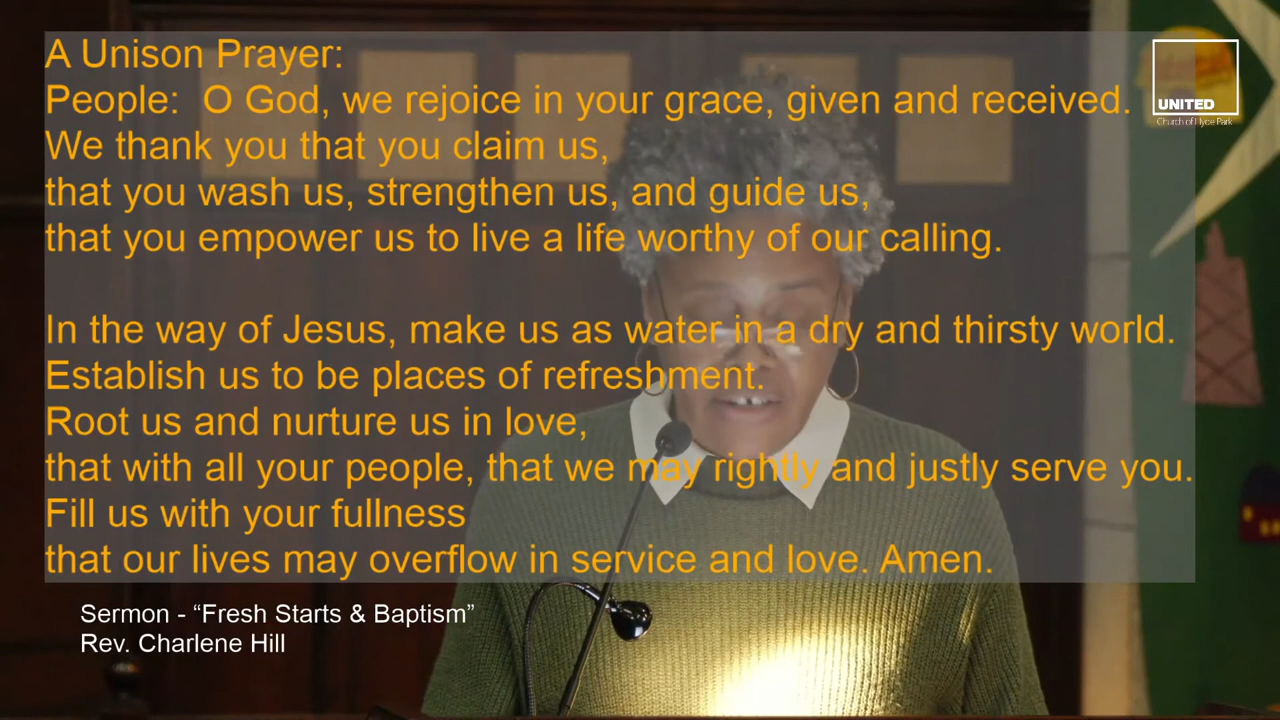 A Unison Prayer:
People:  O God, we rejoice in your grace, given and received.
We thank you that you claim us,
that you wash us, strengthen us, and guide us,
that you empower us to live a life worthy of our calling.
In the way of Jesus, make us as water in a dry and thirsty world.
Establish us to be places of refreshment.
Root us and nurture us in love,
that with all your people, that we may rightly and justly serve you.
Fill us with your fullness
that our lives may overflow in service and love. Amen.
UNITED
Church of Hyde Park
Sermon - “Fresh Starts & Baptism”
Rev. Charlene Hill